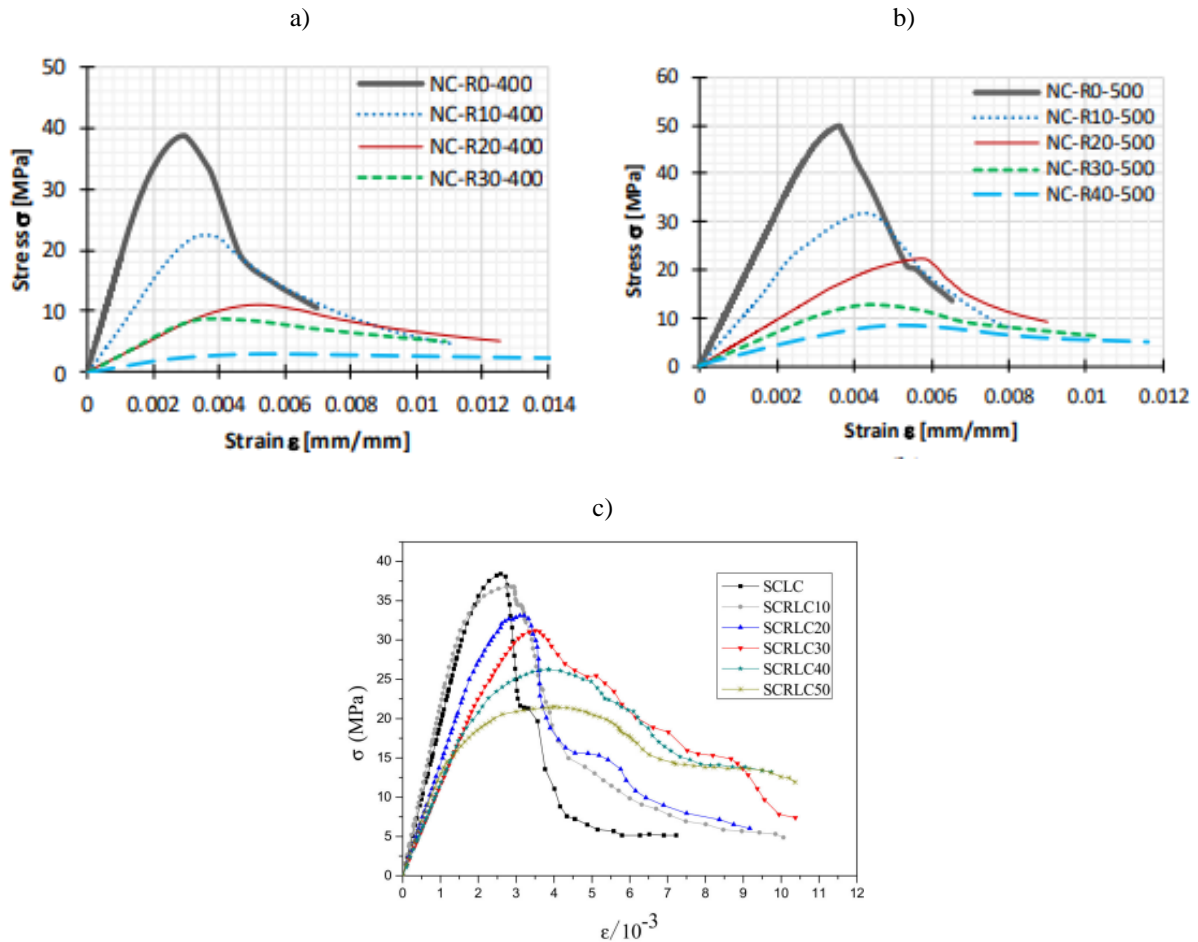 a)
b)
50
40
30
20
10
0
0
0.002
0.004
0.006
0.008
0.01
0.012
0.014
Stress σ [MPa]
Strain ε [mm/mm]
NC-R0-400
NC-R10-400
NC-R20-400
NC-R30-400
60
50
40
30
20
10
0
0
0.002
0.004
0.006
0.008
0.01
0.012
Stress σ [MPa]
Strain ε [mm/mm]
NC-R0-500
NC-R10-500
NC-R20-500
NC-R30-500
NC-R40-500
c)
40
35
30
25
20
15
10
5
0
0
1
2
3
4
5
6
7
8
9
10
11
12
σ (MPa)
ε/10⁻³
SCLC
SCRLC10
SCRLC20
SCRLC30
SCRLC40
SCRLC50